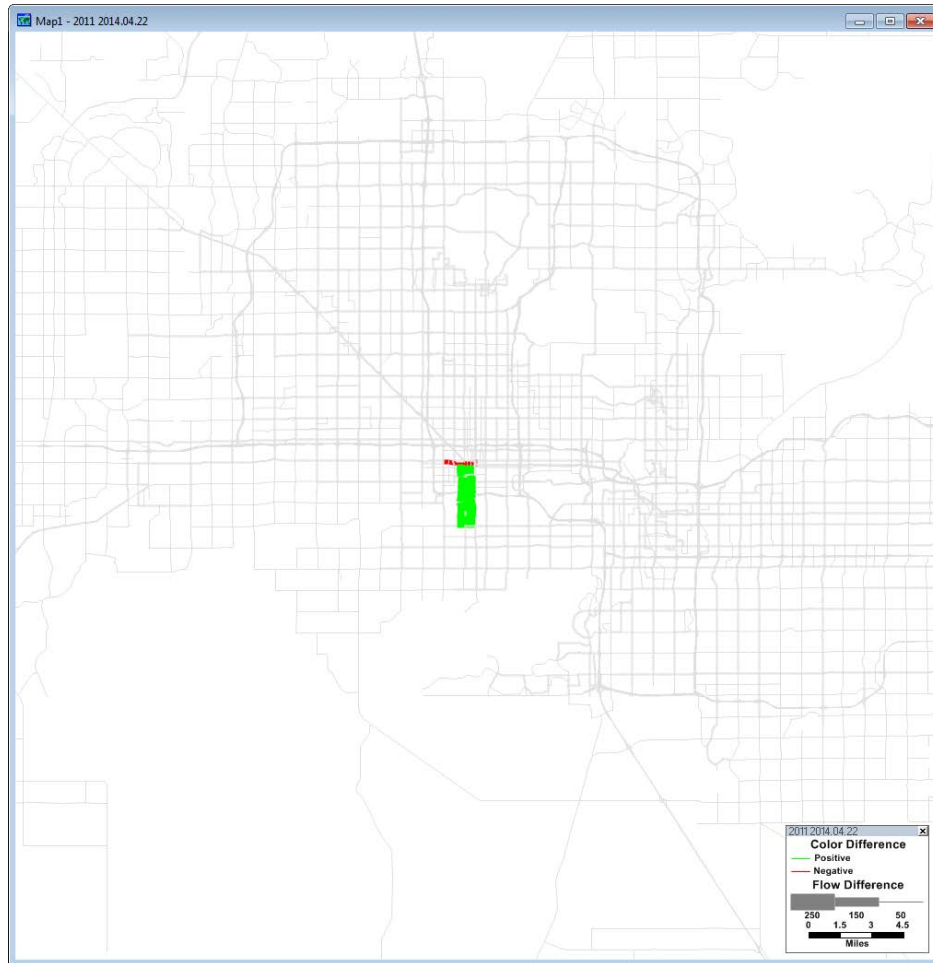 Map1 - 2011 2014.04.22
2011 2014.04.22
Color Difference
Positive
Negative
Flow Difference
250 150 50
0 1.5 3 4.5
Miles